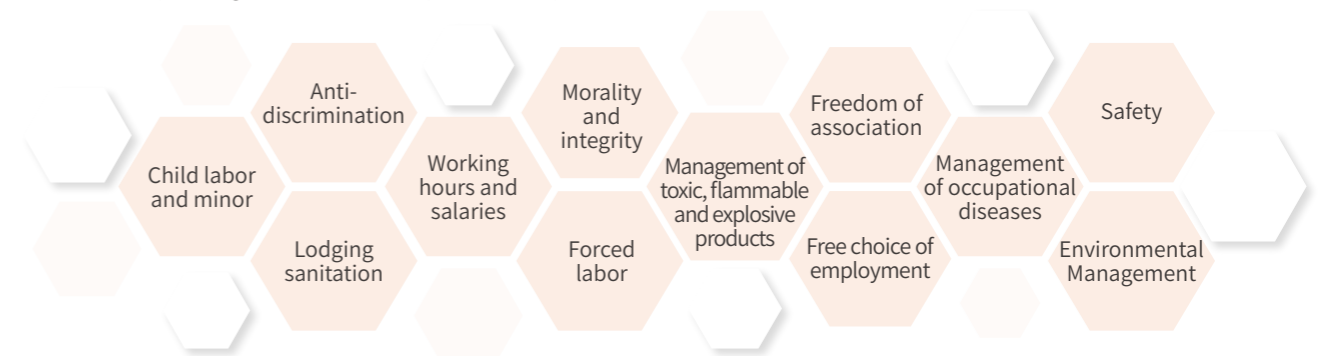 Child labor
and minor
Anti-
discrimination
Lodging
sanitation
Working
hours and
salaries
Morality
and
integrity
Forced
labor
Management of
toxic, flammable
and explosive
products
Freedom of
association
Free choice of
employment
Management
of occupational
diseases
Safety
Environmental
Management